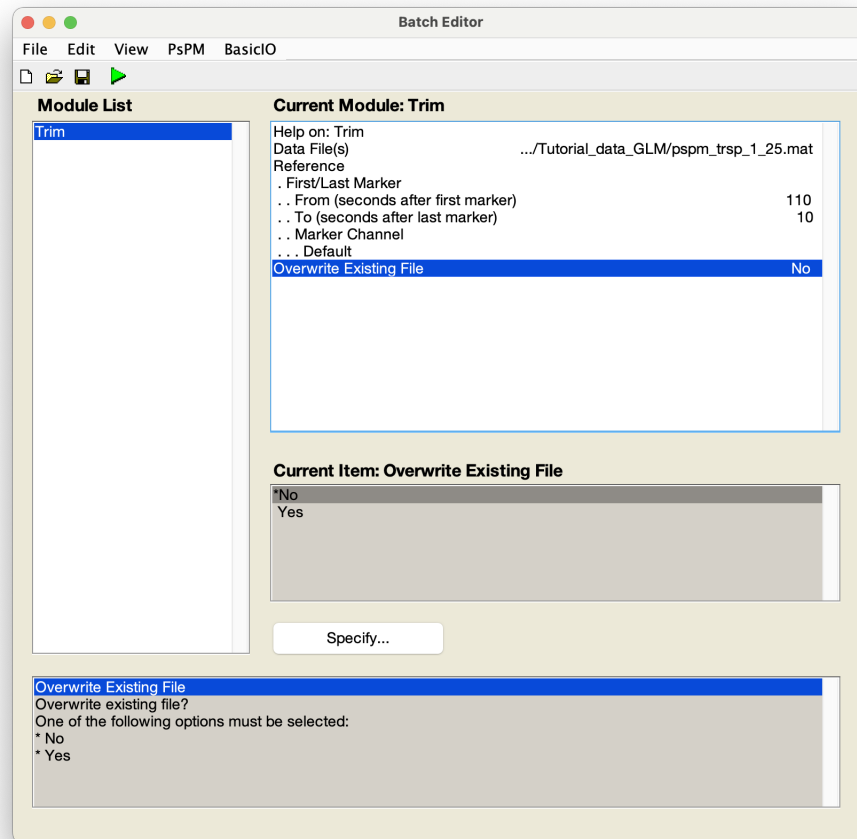 Batch Editor
File Edit View PsPM BasicIO
Module List
Trim
Current Module: Trim
Help on: Trim
Data File(s) .../Tutorial_data_GLM/pspm_trsp_1_25.mat
Reference
. First/Last Marker
. . From (seconds after first marker) 110
. . To (seconds after last marker) 10
. . Marker Channel
. . . Default
Overwrite Existing File No
Current Item: Overwrite Existing File
*No
Yes
Specify...
Overwrite Existing File
Overwrite existing file?
One of the following options must be selected:
* No
* Yes